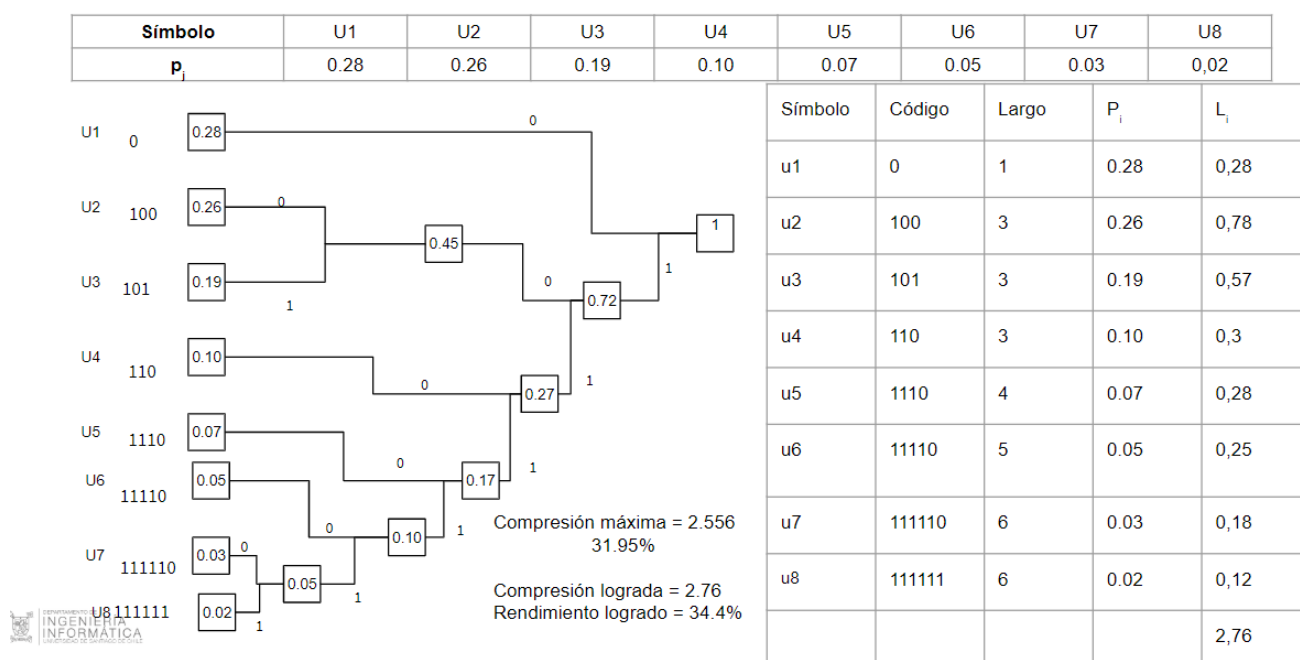 Símbolo U1 U2 U3 U4 U5 U6 U7 U8
pj 0.28 0.26 0.19 0.10 0.07 0.05 0.03 0,02
U1 0 0.28 0
U2 100 0.26 0
0.45
1
U3 101 0.19
1
0
0.72
1
U4 110 0.10
0
0.27
1
U5 1110 0.07
0
0.17
1
U6 11110 0.05
0
0.10
1
U7 111110 0.03 0
0.05
1
U8 111111 0.02
1
Compresión máxima = 2.556
31.95%
Compresión lograda = 2.76
Rendimiento logrado = 34.4%
Símbolo Código Largo Pi Li
u1 0 1 0.28 0,28
u2 100 3 0.26 0,78
u3 101 3 0.19 0,57
u4 110 3 0.10 0,3
u5 1110 4 0.07 0,28
u6 11110 5 0.05 0,25
u7 111110 6 0.03 0,18
u8 111111 6 0.02 0,12
2,76
DEPARTAMENTO DE
INGENIERÍA
INFORMÁTICA
UNIVERSIDAD DE SANTIAGO DE CHILE